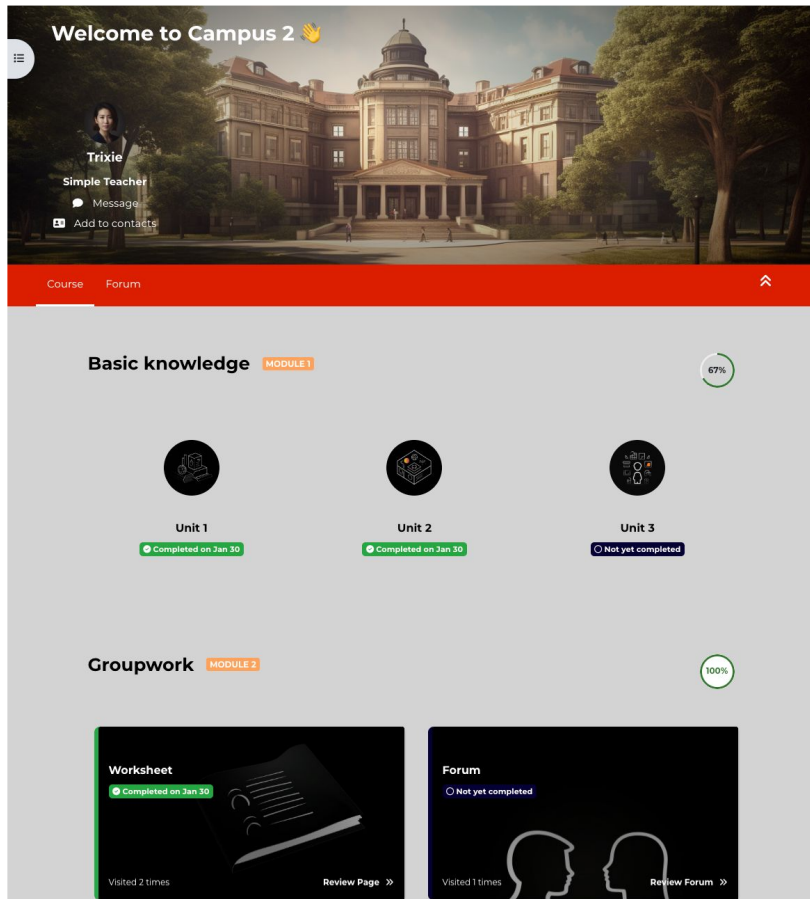 Welcome to Campus 2 👋
Trixie
Simple Teacher
Message
Add to contacts
Course Forum
Basic knowledge MODULE 1
67%
Unit 1 Unit 2 Unit 3
Completed on Jan 30 Completed on Jan 30 Not yet completed
Groupwork MODULE 2
100%
Worksheet
Completed on Jan 30
Visited 2 times Review Page »
Forum
Not yet completed
Visited 1 times Review Forum »